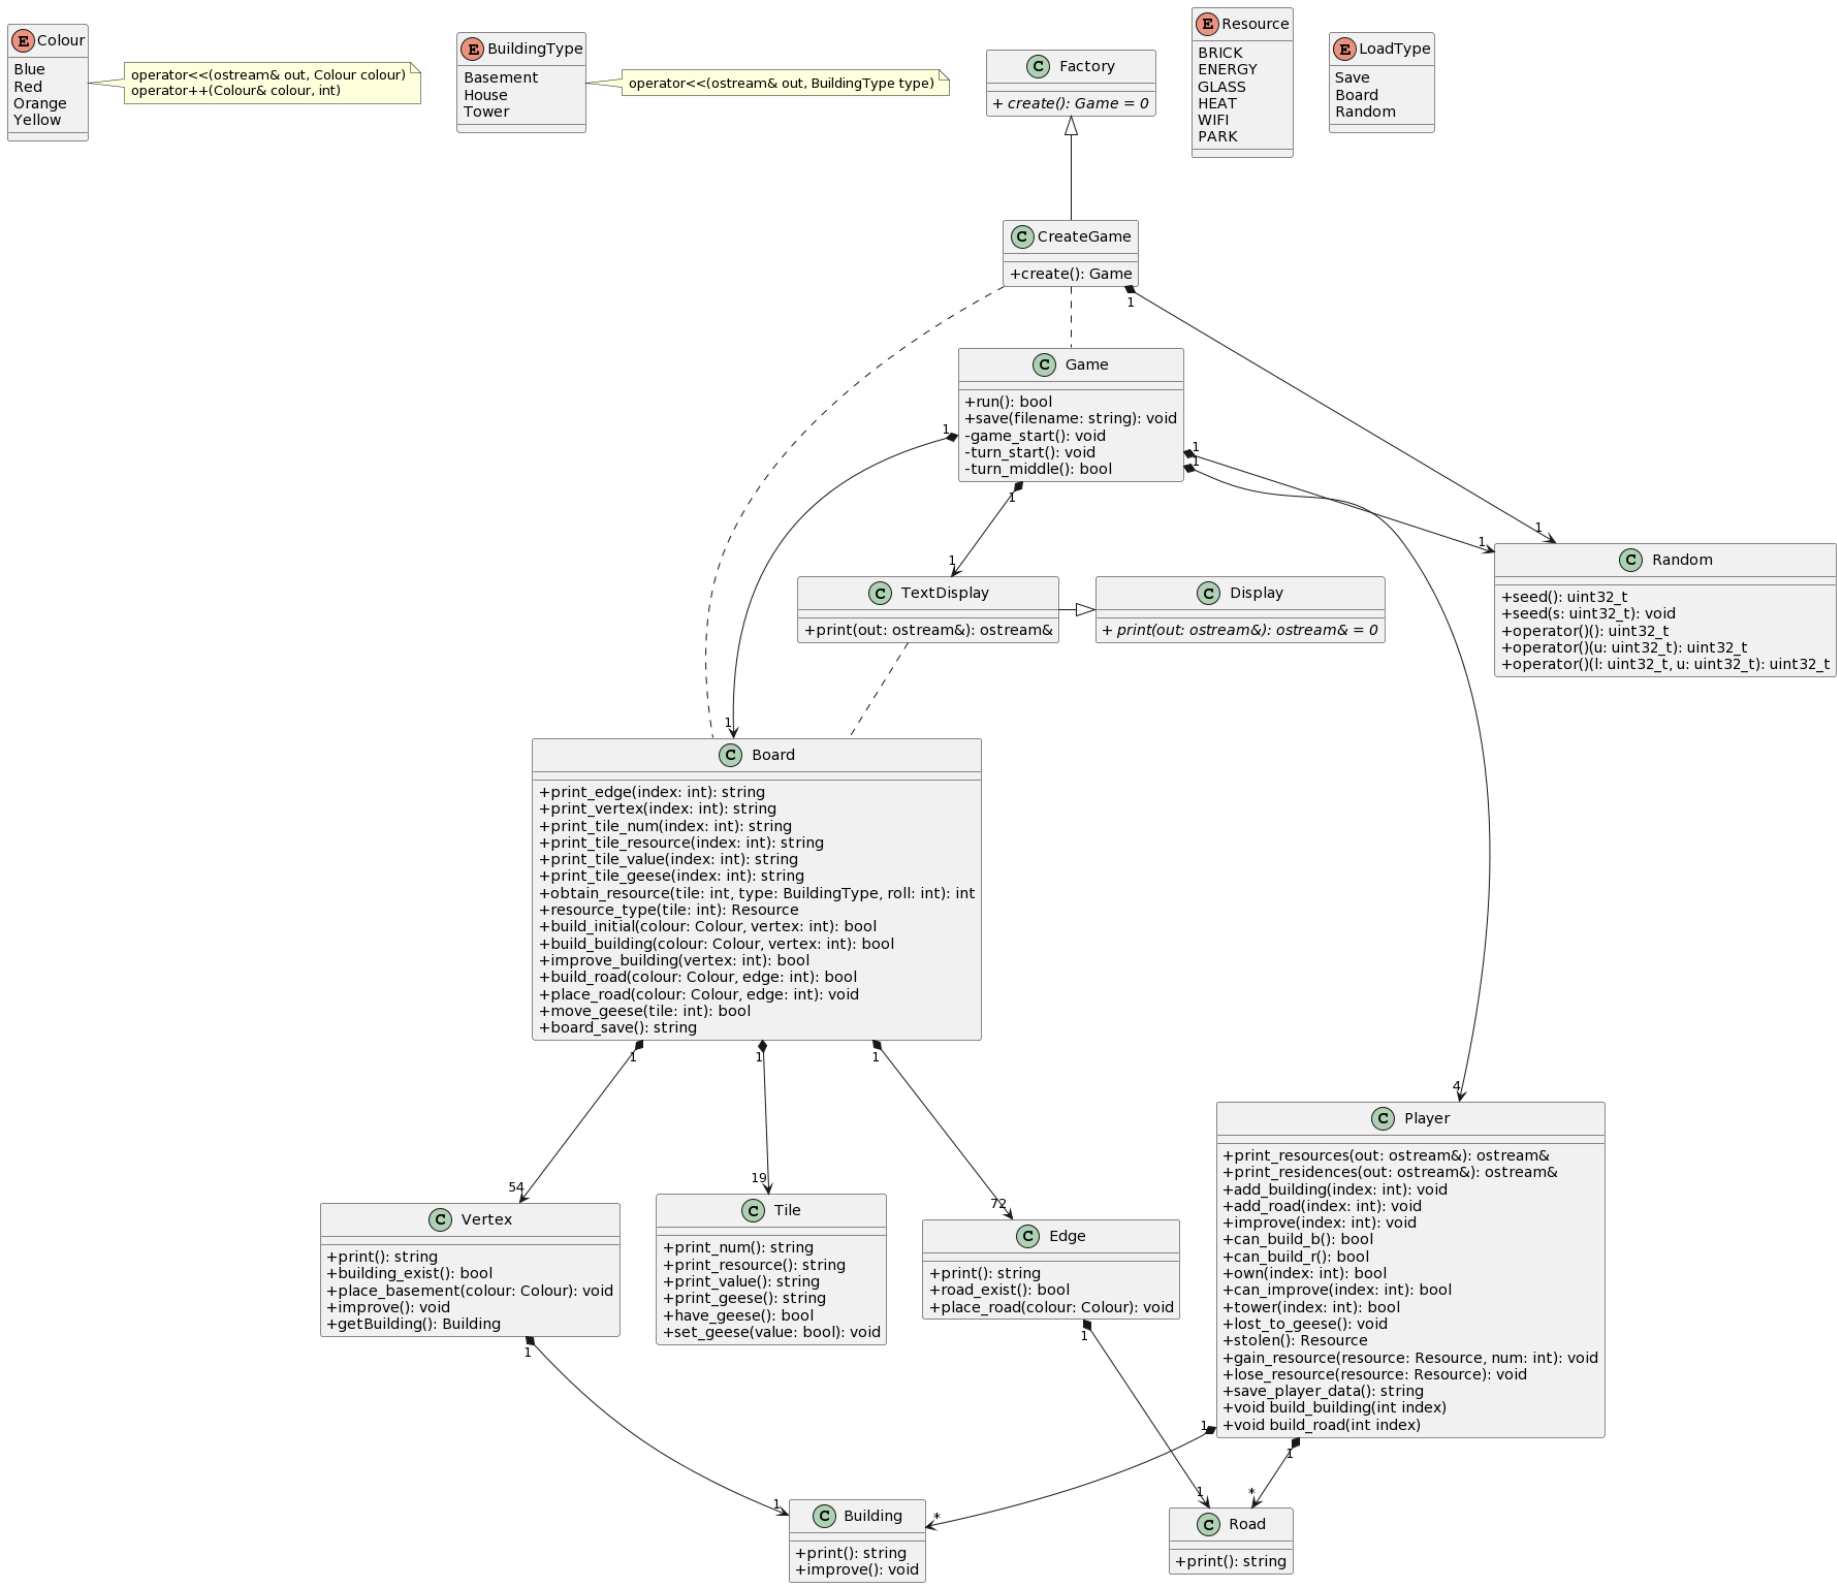 E Colour
Blue
Red
Orange
Yellow
operator<<(ostream& out, Colour colour)
operator++(Colour& colour, int)
E BuildingType
Basement
House
Tower
operator<<(ostream& out, BuildingType type)
C Factory
+ create(): Game = 0
E Resource
BRICK
ENERGY
GLASS
HEAT
WIFI
PARK
E LoadType
Save
Board
Random
C CreateGame
+create(): Game
1
C Game
+run(): bool
+save(filename: string): void
-game_start(): void
-turn_start(): void
-turn_middle(): bool
1
1
1
1
1
1
1
C TextDisplay
+print(out: ostream&): ostream&
C Display
+ print(out: ostream&): ostream& = 0
C Random
+seed(): uint32_t
+seed(s: uint32_t): void
+operator()(): uint32_t
+operator()(u: uint32_t): uint32_t
+operator()(l: uint32_t, u: uint32_t): uint32_t
1
C Board
+print_edge(index: int): string
+print_vertex(index: int): string
+print_tile_num(index: int): string
+print_tile_resource(index: int): string
+print_tile_value(index: int): string
+print_tile_geese(index: int): string
+obtain_resource(tile: int, type: BuildingType, roll: int): int
+resource_type(tile: int): Resource
+build_initial(colour: Colour, vertex: int): bool
+build_building(colour: Colour, vertex: int): bool
+improve_building(vertex: int): bool
+build_road(colour: Colour, edge: int): bool
+place_road(colour: Colour, edge: int): void
+move_geese(tile: int): bool
+board_save(): string
1
1
1
4
C Player
+print_resources(out: ostream&): ostream&
+print_residences(out: ostream&): ostream&
+add_building(index: int): void
+add_road(index: int): void
+improve(index: int): void
+can_build_b(): bool
+can_build_r(): bool
+own(index: int): bool
+can_improve(index: int): bool
+tower(index: int): bool
+lost_to_geese(): void
+stolen(): Resource
+gain_resource(resource: Resource, num: int): void
+lose_resource(resource: Resource): void
+save_player_data(): string
+void build_building(int index)
+void build_road(int index)
54
C Vertex
+print(): string
+building_exist(): bool
+place_basement(colour: Colour): void
+improve(): void
+getBuilding(): Building
19
C Tile
+print_num(): string
+print_resource(): string
+print_value(): string
+print_geese(): string
+have_geese(): bool
+set_geese(value: bool): void
72
C Edge
+print(): string
+road_exist(): bool
+place_road(colour: Colour): void
1
1
1
1
1
*
1
*
C Building
+print(): string
+improve(): void
C Road
+print(): string